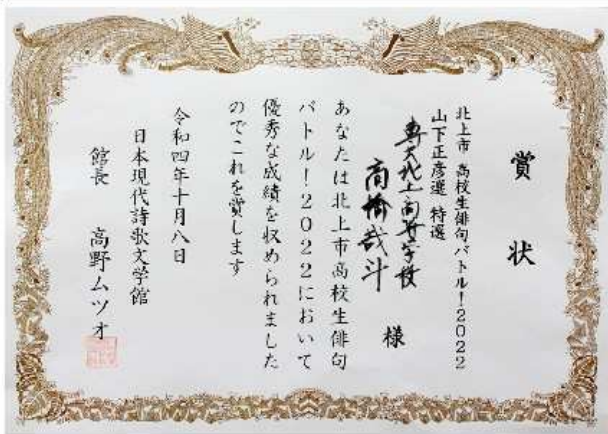 賞状
北上市 高校生俳句バトル!2022
山下正彦選 特選
専大北上高等学校
高橋哉斗 様
あなたは北上市高校生俳句
バトル!2022において
優秀な成績を収められました
のでこれを賞します
令和四年十月八日
日本現代詩歌文学館
館長 高野ムツオ